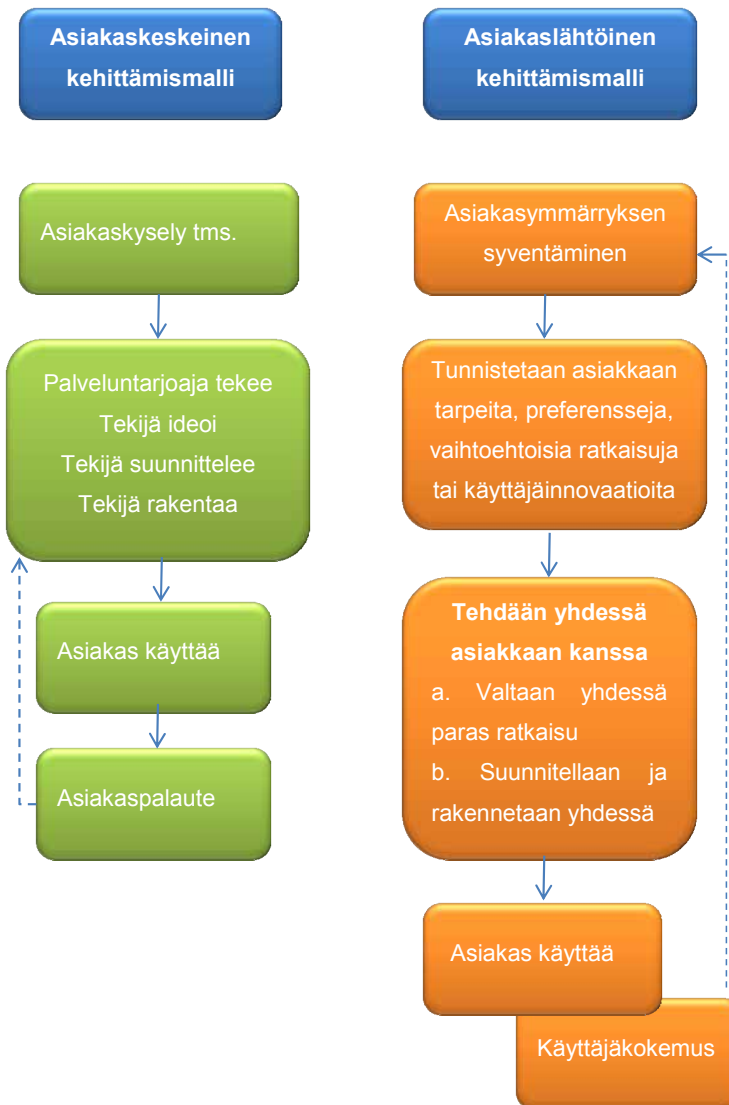 Asiakaskeskeinen
kehittämismalli
Asiakaskysely tms.
Palveluntarjoaja tekee
Tekijä ideoi
Tekijä suunnittelee
Tekijä rakentaa
Asiakas käyttää
Asiakaspalaute
Asiakaslähtöinen
kehittämismalli
Asiakasymmärryksen
syventäminen
Tunnistetaan asiakkaan
tarpeita, preferensseja,
vaihtoehtoisia ratkaisuja
tai käyttäjäinnovaatioita
Tehdään yhdessä
asiakkaan kanssa
a. Valtaan yhdessä
paras ratkaisu
b. Suunnitellaan ja
rakennetaan yhdessä
Asiakas käyttää
Käyttäjäkokemus